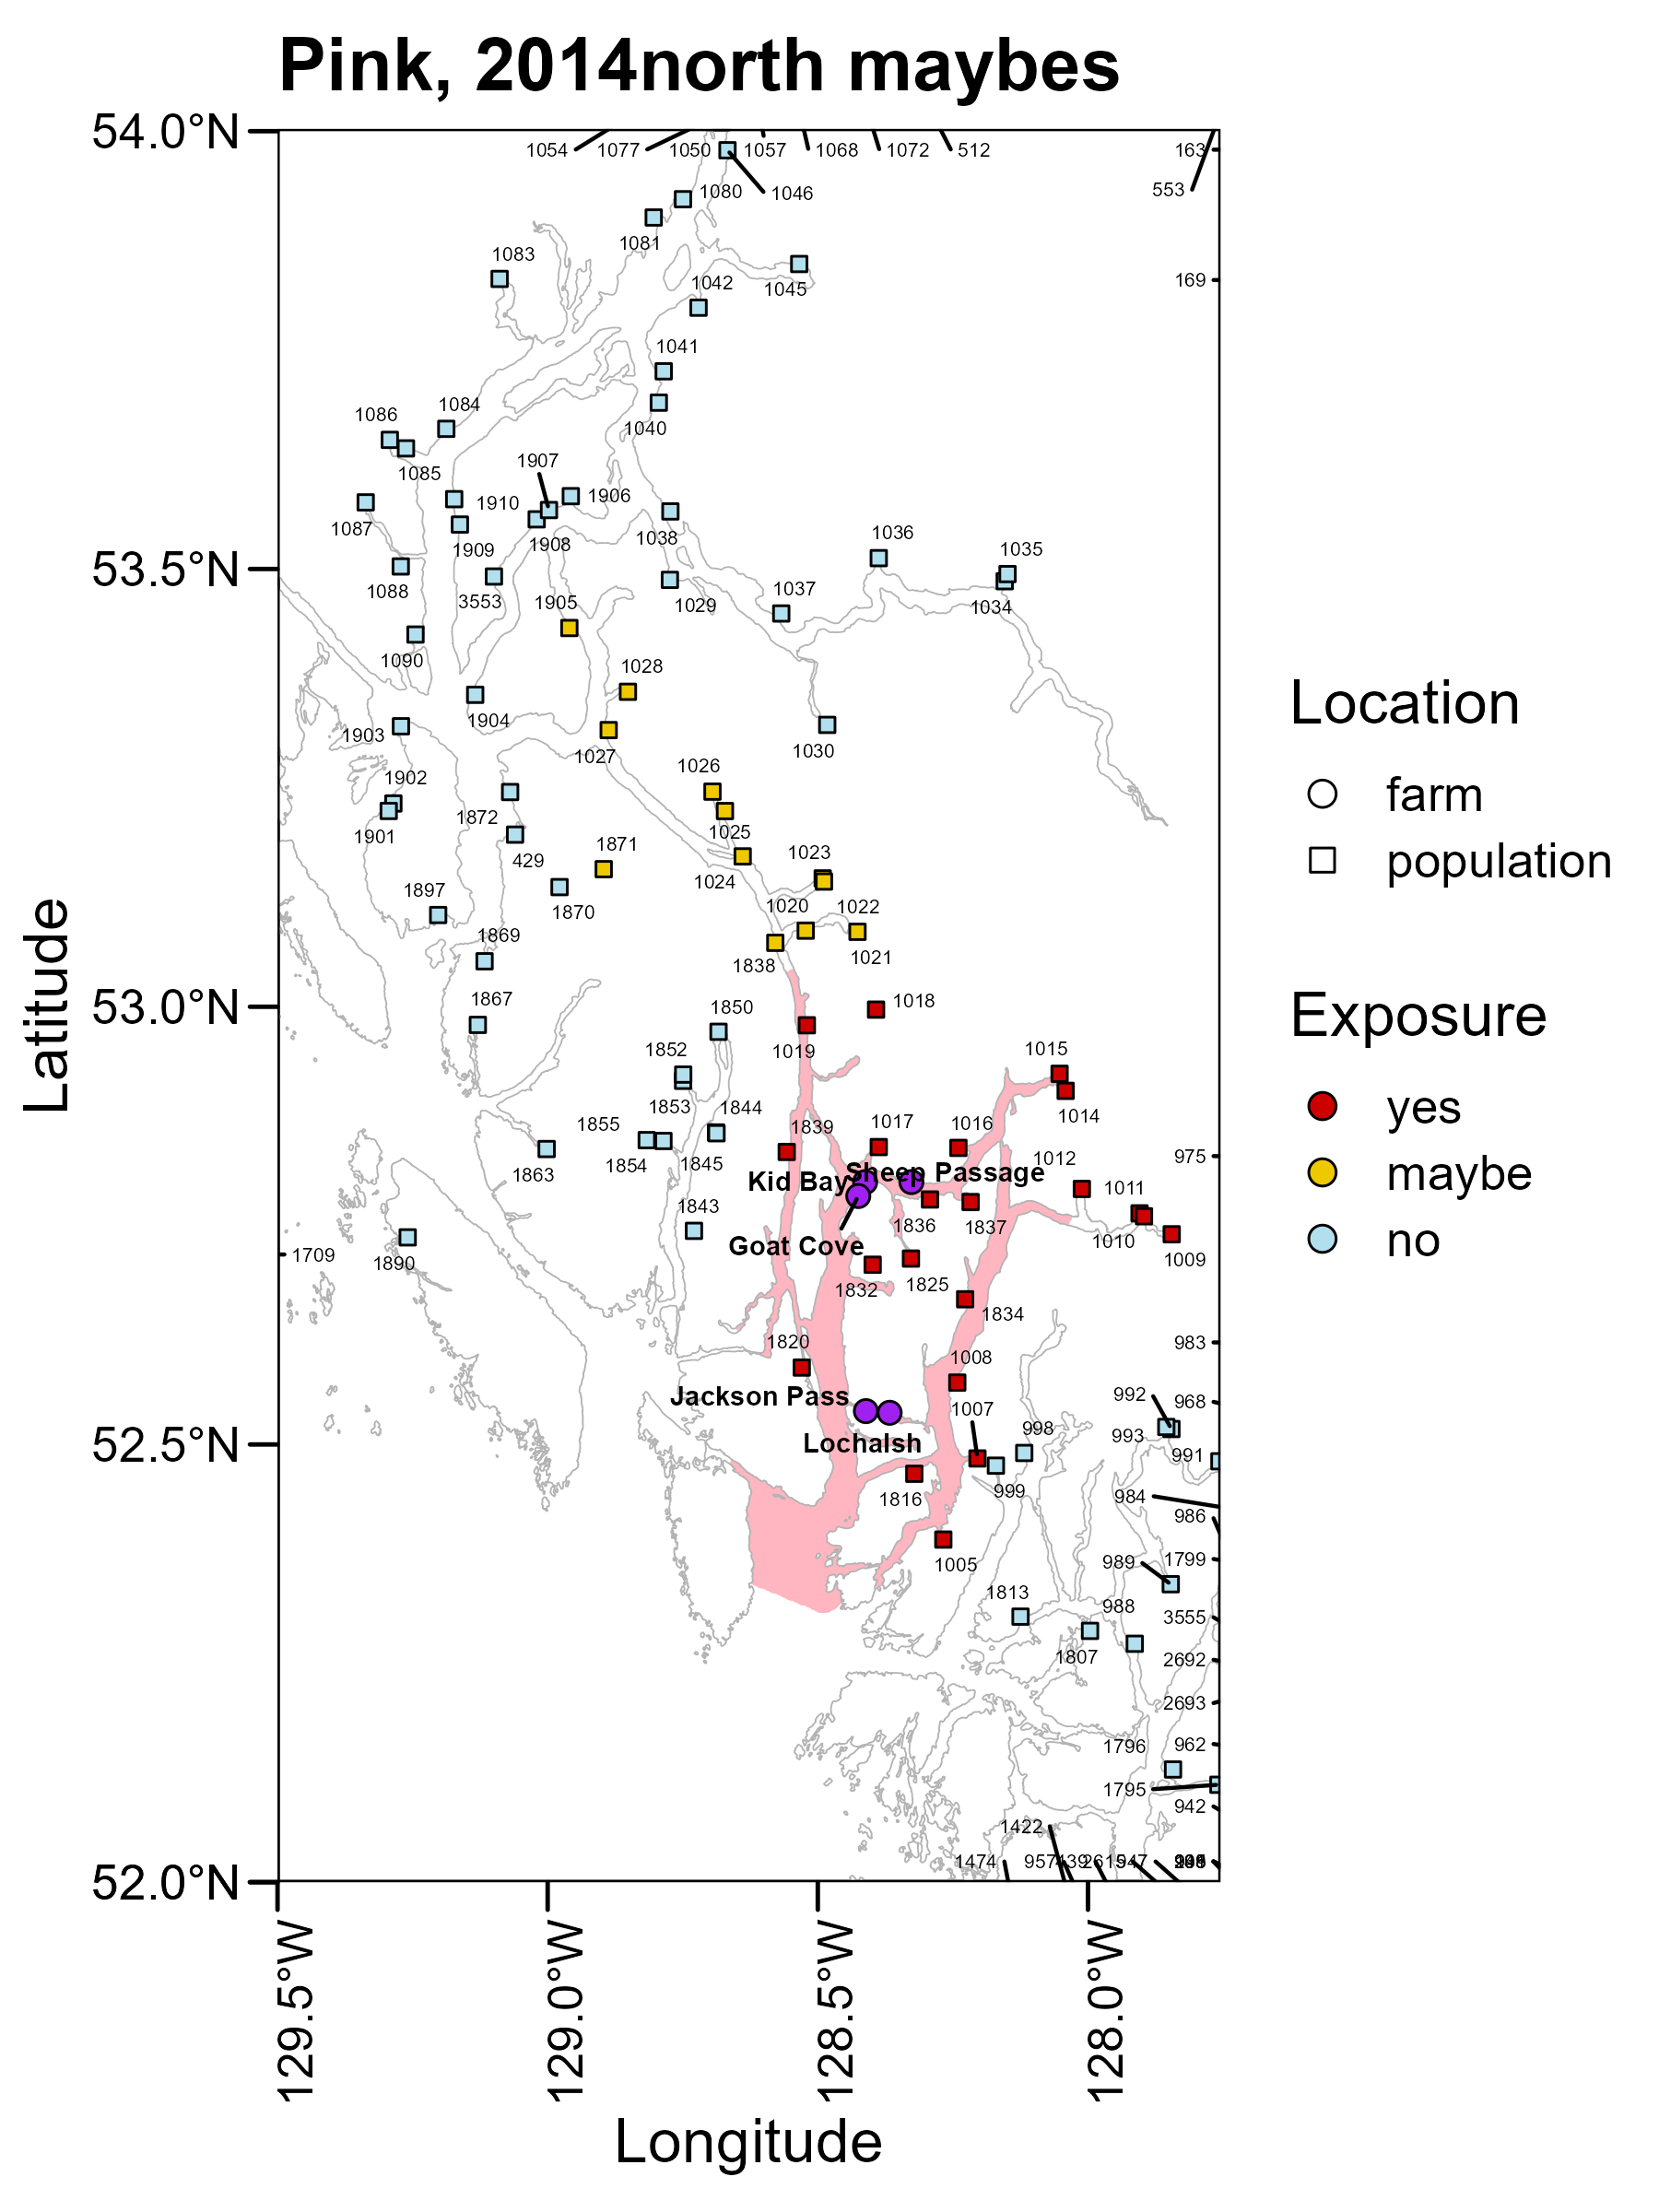 Pink, 2014north maybes
54.0°N
1054 1077 1050 1057 1068 1072 512 163
1080 1046 553
1081
1083
1042 1045 169
1041
1086 1084 1040
1085
1907
1910 1906
1087 1909 1908 1038 1036 1035
53.5°N
1088 3553 1905 1029 1037 1034
1090 1028
1904
1903 1027 1030
1902 1026
1872 1025
1901 429 1871 1024 1023
1897 1870 1020 1022
1869 1838 1021
53.0°N
1867 1850 1018
1852 1019 1015
1853 1844 1014
1855 1839 1017 1016
1854 1845 1012 975
1863 Kid Bay Sheep Passage
1011
1843 1836 1837
1010
Goat Cove
1709 1890 1009
1832 1825
1834
1820 983
1008
Jackson Pass 992 968
1007
Lochalsh 998 993
52.5°N
991
1816 999 984
986
1005 989 1799
1813 988 3555
1807 2692
2693
1796 962
1795
942
1422
1474 957 439 2619 547
52.0°N
129.5°W
129.0°W
128.5°W
128.0°W
Longitude
Latitude
Location
farm
population
Exposure
yes
maybe
no